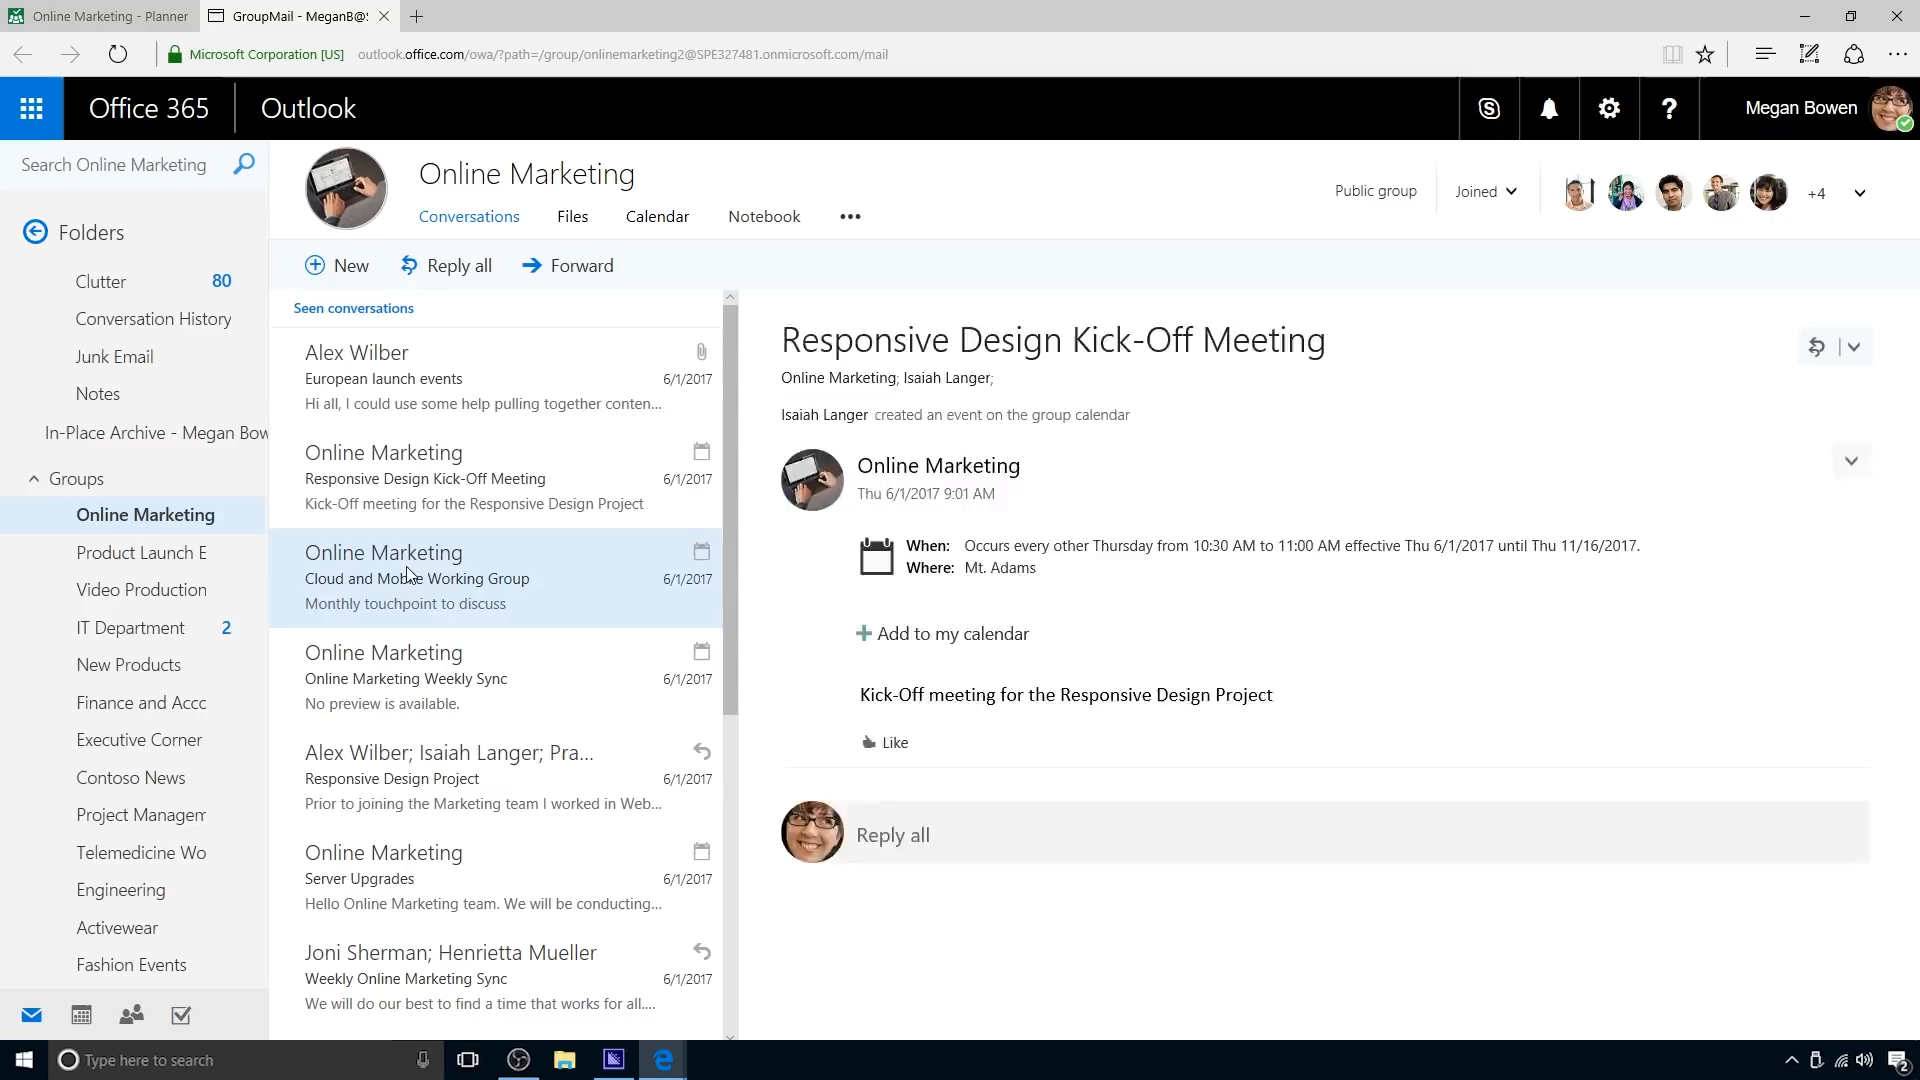 Online Marketing - Planner
GroupMail - MeganB@S
Microsoft Corporation [US]
outlook.office.com/owa/?path=/group/onlinemarketing2@SPE327481.onmicrosoft.com/mail
Office 365
Outlook
Megan Bowen
Search Online Marketing
Folders
Clutter 80
Conversation History
Junk Email
Notes
In-Place Archive - Megan Bow
Groups
Online Marketing
Product Launch E
Video Production
IT Department 2
New Products
Finance and Accc
Executive Corner
Contoso News
Project Managem
Telemedicine Wo
Engineering
Activewear
Fashion Events
Online Marketing
Conversations Files Calendar Notebook •••
Public group
Joined
+4
New Reply all Forward
Seen conversations
Alex Wilber
European launch events 6/1/2017
Hi all, I could use some help pulling together conten...
Online Marketing
Responsive Design Kick-Off Meeting 6/1/2017
Kick-Off meeting for the Responsive Design Project
Online Marketing
Cloud and Mobile Working Group 6/1/2017
Monthly touchpoint to discuss
Online Marketing
Online Marketing Weekly Sync 6/1/2017
No preview is available.
Alex Wilber; Isaiah Langer; Pra...
Responsive Design Project 6/1/2017
Prior to joining the Marketing team I worked in Web...
Online Marketing
Server Upgrades 6/1/2017
Hello Online Marketing team. We will be conducting...
Joni Sherman; Henrietta Mueller
Weekly Online Marketing Sync 6/1/2017
We will do our best to find a time that works for all....
Responsive Design Kick-Off Meeting
Online Marketing; Isaiah Langer;
Isaiah Langer created an event on the group calendar
Online Marketing
Thu 6/1/2017 9:01 AM
When: Occurs every other Thursday from 10:30 AM to 11:00 AM effective Thu 6/1/2017 until Thu 11/16/2017.
Where: Mt. Adams
Add to my calendar
Kick-Off meeting for the Responsive Design Project
Like
Reply all
Type here to search
2